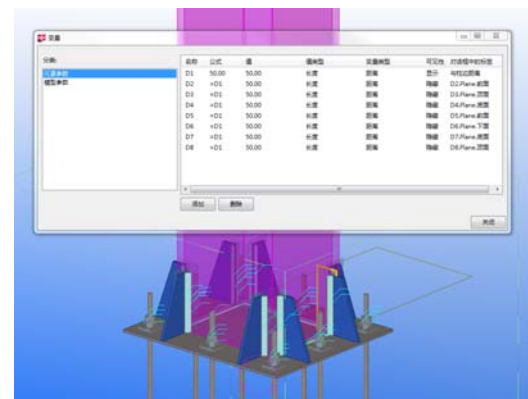 变量
分类:
可变参数
模型参数
名称 公式 值 值类型 变量类型 可见性 对话框中的标签
D1 50.00 50.00 长度 距离 显示 与柱边距离
D2 =D1 50.00 长度 距离 隐藏 D2.Plane.前面
D3 =D1 50.00 长度 距离 隐藏 D3.Plane.顶面
D4 =D1 50.00 长度 距离 隐藏 D4.Plane.底面
D5 =D1 50.00 长度 距离 隐藏 D5.Plane.前面
D6 =D1 50.00 长度 距离 隐藏 D6.Plane.下面
D7 =D1 50.00 长度 距离 隐藏 D7.Plane.底面
D8 =D1 50.00 长度 距离 隐藏 D8.Plane.顶面
添加 删除
关闭